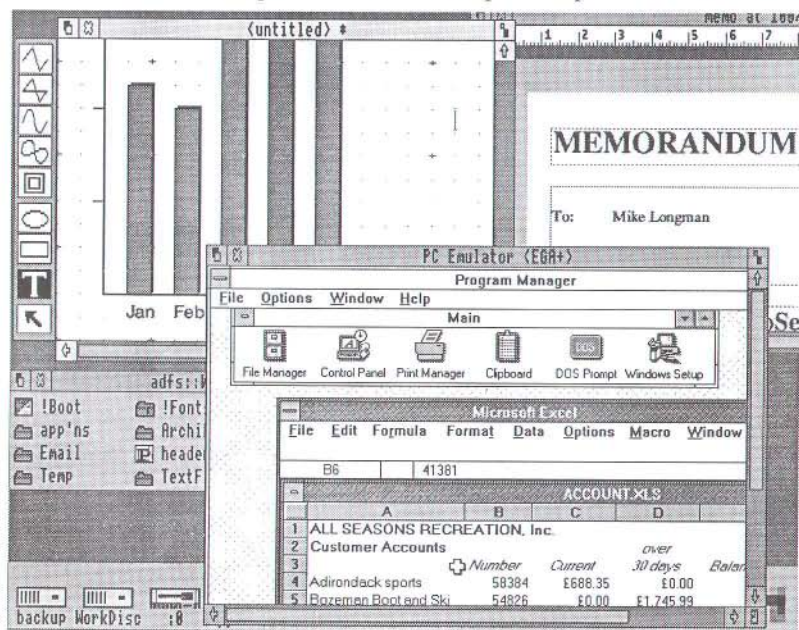 memo at 100%
<untitled> *
1 2 3 4 5 6 7
MEMORANDUM
To: Mike Longman
T
Jan Feb
PC Emulator (EGA+)
Program Manager
File Options Window Help
Main
File Manager Control Panel Print Manager Clipboard DOS Prompt Windows Setup
DOS
adfs::W
!Boot !Font
app'ns Archi
Email heade
Temp TextF
Microsoft Excel
File Edit Formula Format Data Options Macro Window
B6 41381
ACCOUNT.XLS
A B C D
1 ALL SEASONS RECREATION, Inc.
2 Customer Accounts over
3 Number Current 30 days Balan
4 Adirondack sports 58384 £688.35 £0.00
5 Bozeman Boot and Ski 54826 £0.00 £1,745.99
backup WorkDisc :0